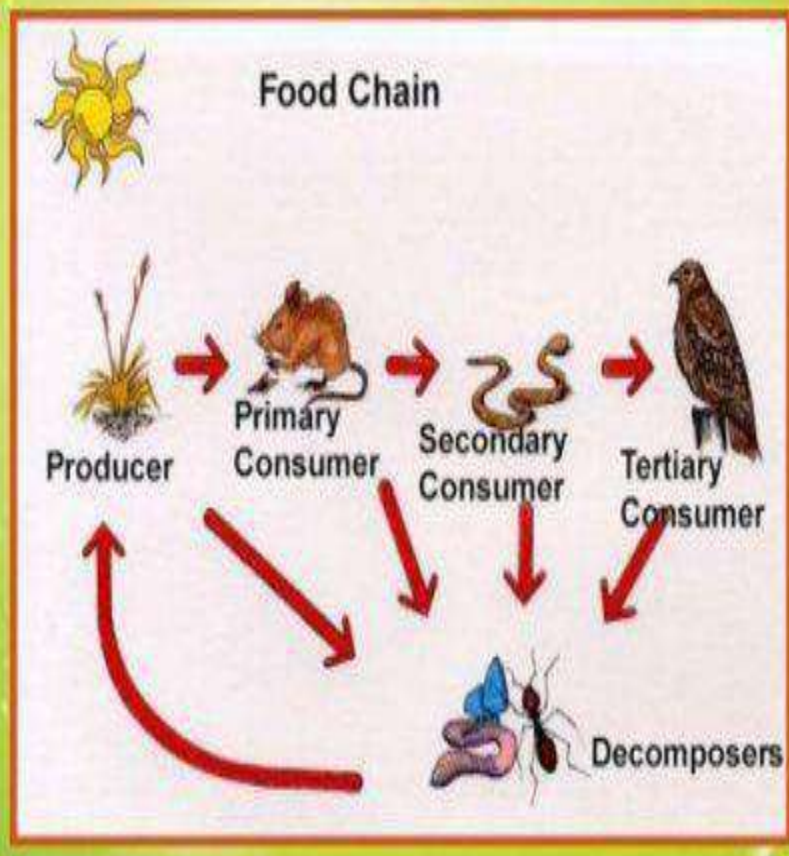 Food Chain
Producer
Primary
Consumer
Secondary
Consumer
Tertiary
Consumer
Decomposers